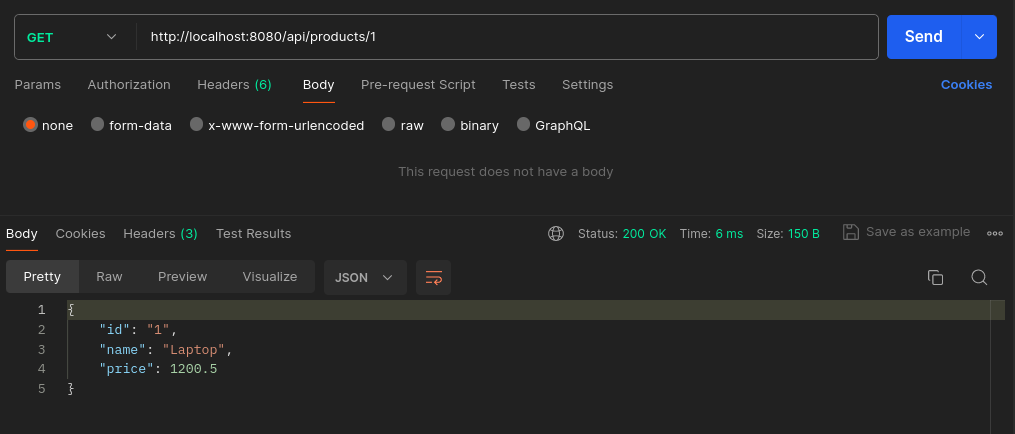 GET http://localhost:8080/api/products/1 Send
Params Authorization Headers (6) Body Pre-request Script Tests Settings Cookies
none form-data x-www-form-urlencoded raw binary GraphQL
This request does not have a body
Body Cookies Headers (3) Test Results Status: 200 OK Time: 6 ms Size: 150 B Save as example
Pretty Raw Preview Visualize JSON
1 {
2 "id": "1",
3 "name": "Laptop",
4 "price": 1200.5
5 }